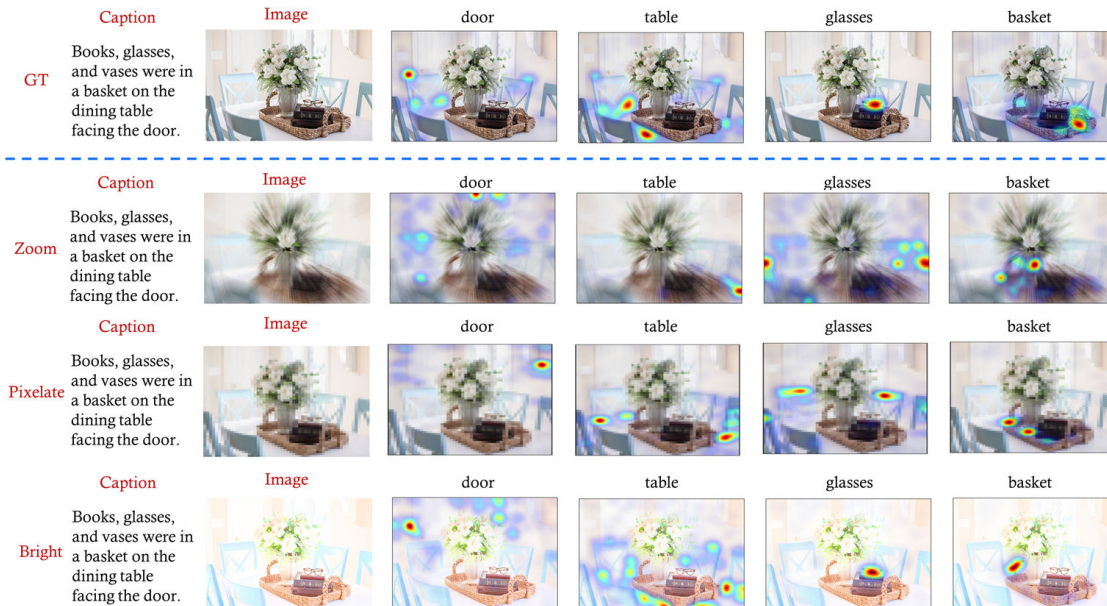 Caption Image door table glasses basket
GT
Books, glasses,
and vases were in
a basket on the
dining table
facing the door.
Caption Image door table glasses basket
Zoom
Books, glasses,
and vases were in
a basket on the
dining table
facing the door.
Caption Image door table glasses basket
Pixelate
Books, glasses,
and vases were in
a basket on the
dining table
facing the door.
Caption Image door table glasses basket
Bright
Books, glasses,
and vases were in
a basket on the
dining table
facing the door.